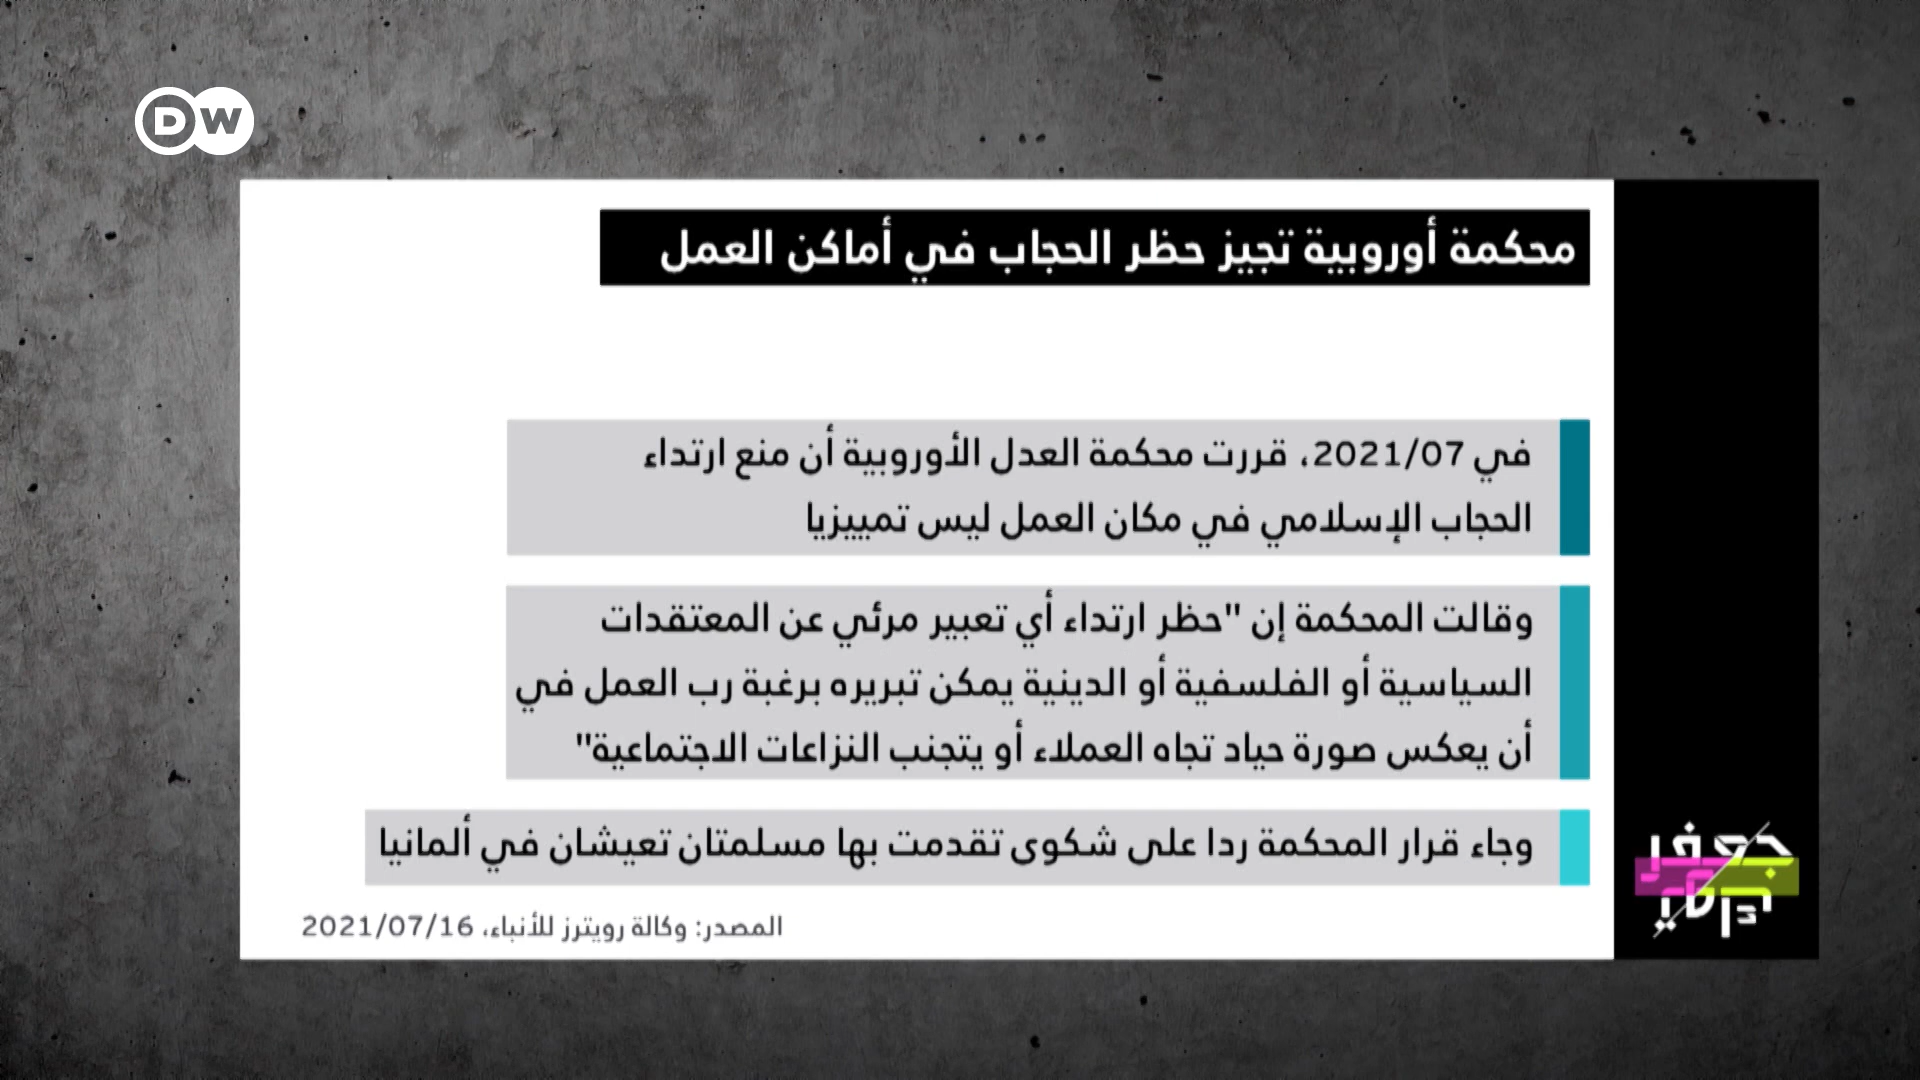 DW
محكمة أوروبية تجيز حظر الحجاب في أماكن العمل
في 2021/07، قررت محكمة العدل الأوروبية أن منع ارتداء
الحجاب الإسلامي في مكان العمل ليس تمييزيا
وقالت المحكمة إن "حظر ارتداء أي تعبير مرئي عن المعتقدات
السياسية أو الفلسفية أو الدينية يمكن تبريره برغبة رب العمل في
أن يعكس صورة حياد تجاه العملاء أو يتجنب النزاعات الاجتماعية"
وجاء قرار المحكمة ردا على شكوى تقدمت بها مسلمتان تعيشان في ألمانيا
المصدر: وكالة رويترز للأنباء، 2021/07/16
جعفر